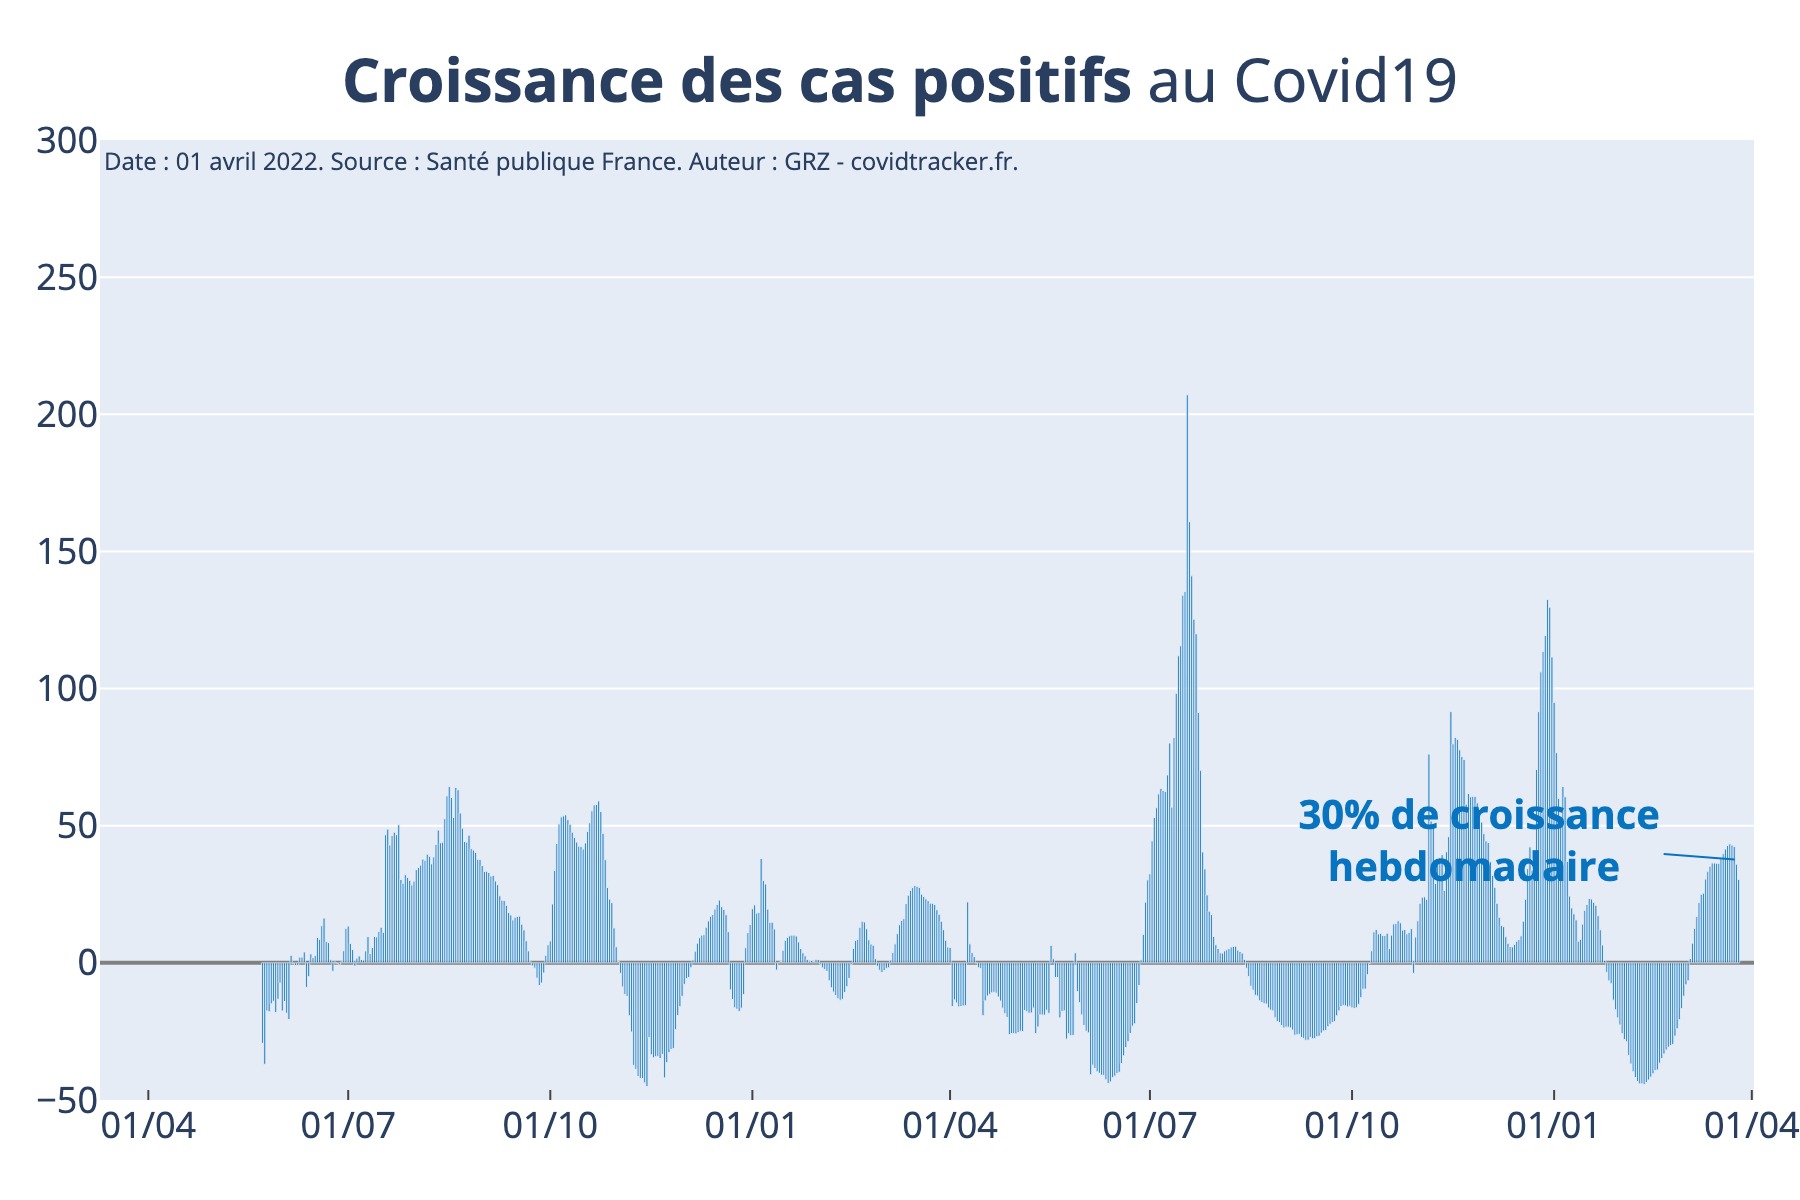 Croissance des cas positifs au Covid19
300
Date : 01 avril 2022. Source : Santé publique France. Auteur : GRZ - covidtracker.fr.
250
200
150
100
50
30% de croissance
hebdomadaire
0
−50
01/04 01/07 01/10 01/01 01/04 01/07 01/10 01/01 01/04